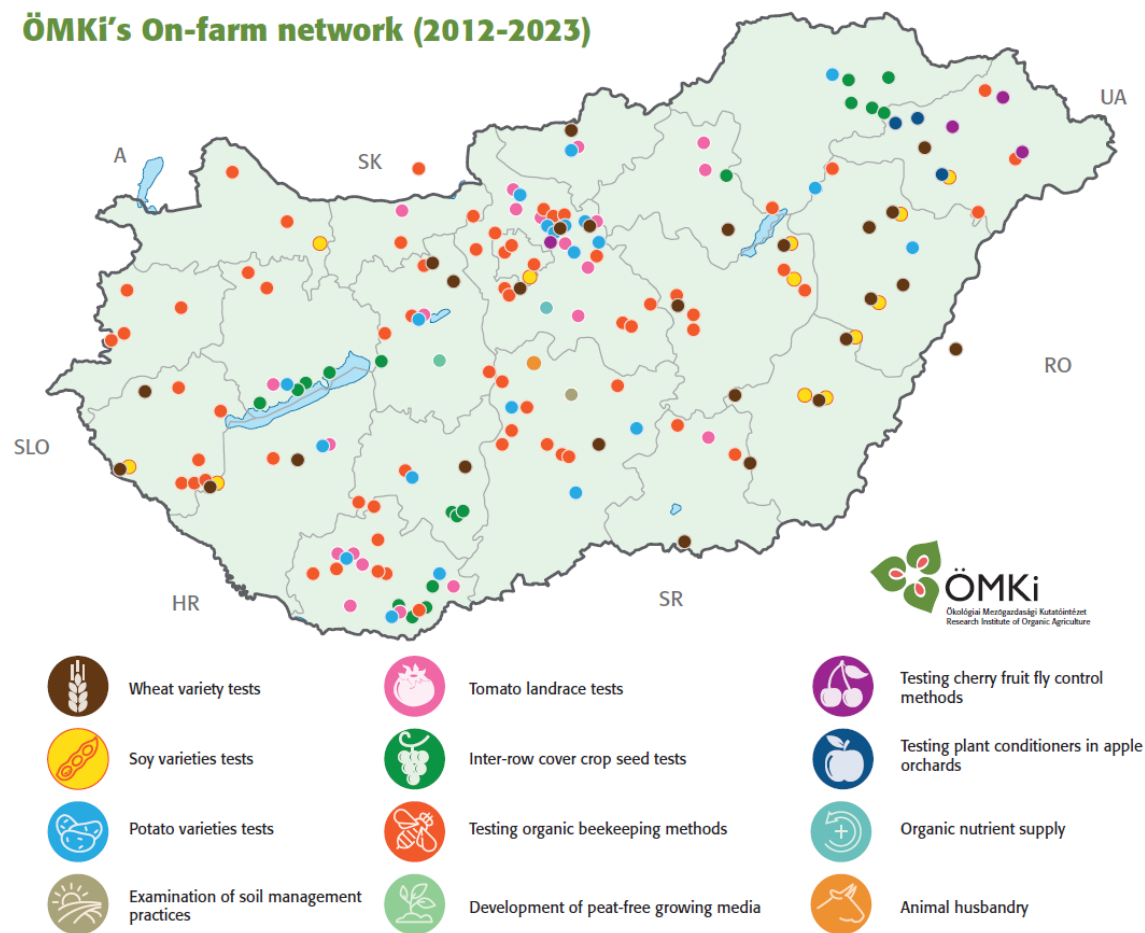 ÖMKi's On-farm network (2012-2023)
UA
A
SK
RO
SLO
HR
SR
ÖMKi
Ökológiai Mezőgazdasági Kutatóintézet
Research Institute of Organic Agriculture
Wheat variety tests
Tomato landrace tests
Testing cherry fruit fly control
methods
Soy varieties tests
Inter-row cover crop seed tests
Testing plant conditioners in apple
orchards
Potato varieties tests
Testing organic beekeeping methods
Organic nutrient supply
Examination of soil management
practices
Development of peat-free growing media
Animal husbandry